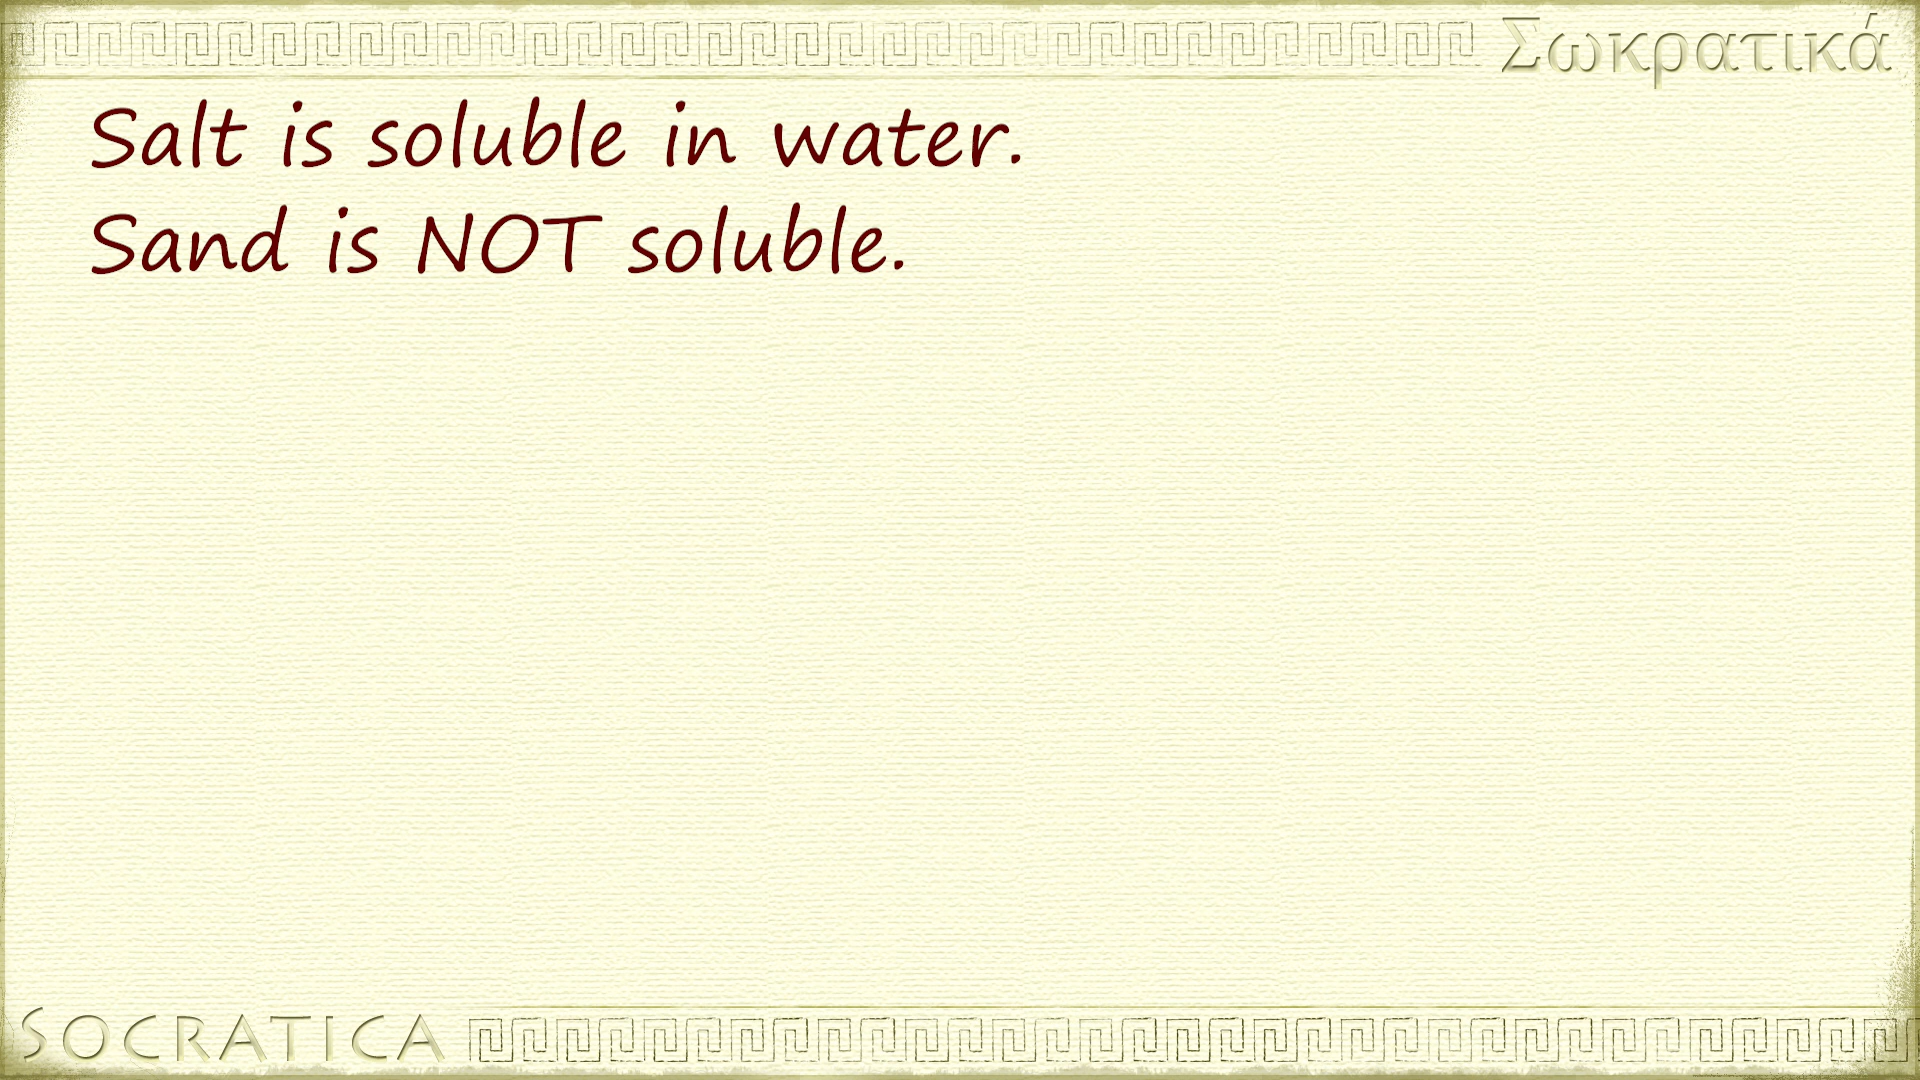 Σωκρατικά
Salt is soluble in water.
Sand is NOT soluble.
SOCRATICA